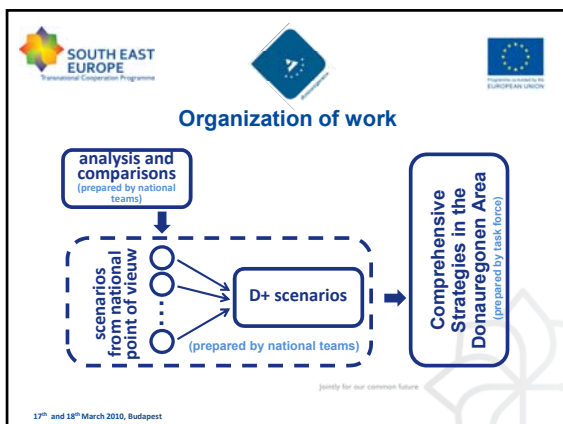 SOUTH EAST
EUROPE
Transnational Cooperation Programme
Programme co-funded by the
EUROPEAN UNION
Organization of work
analysis and
comparisons
(prepared by national
teams)
scenarios
from national
point of vieuw
D+ scenarios
(prepared by national teams)
Comprehensive
Strategies in the
Donauregonen Area
(prepared by task force)
Jointly for our common future
17th and 18th March 2010, Budapest